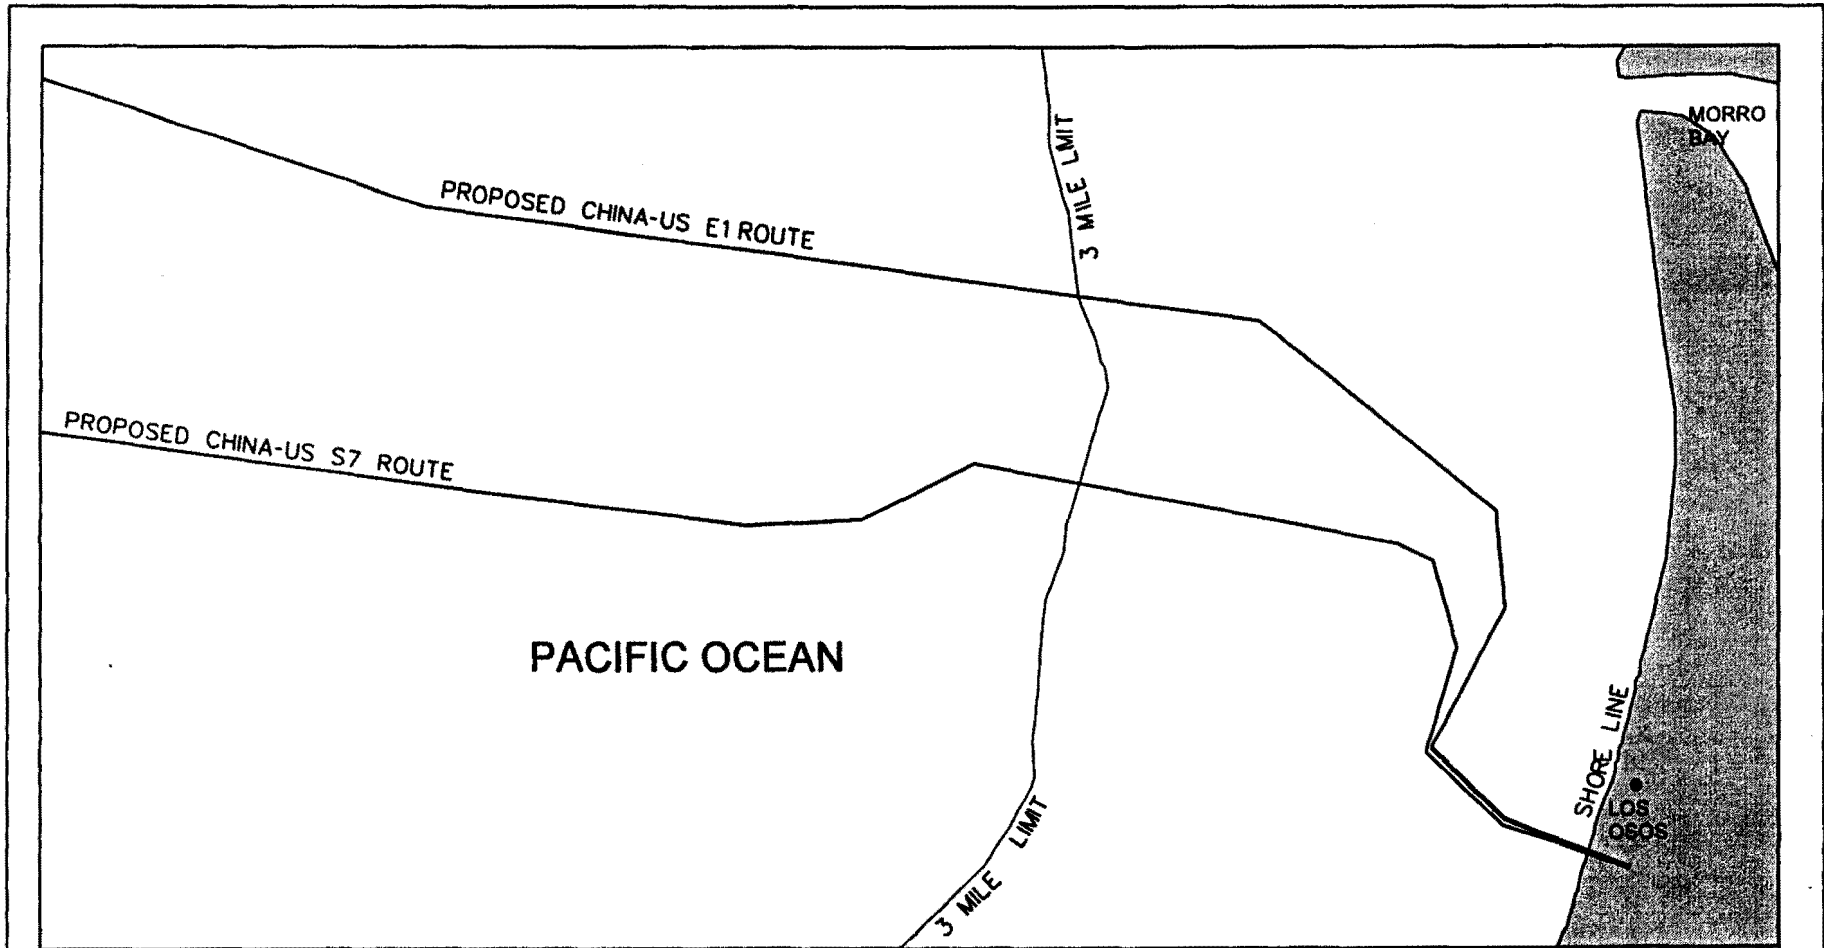 MORRO
BAY
3 MILE LMIT
PROPOSED CHINA-US E1 ROUTE
PROPOSED CHINA-US S7 ROUTE
PACIFIC OCEAN
SHORE LINE
LOS
OSOS
3 MILE LIMIT